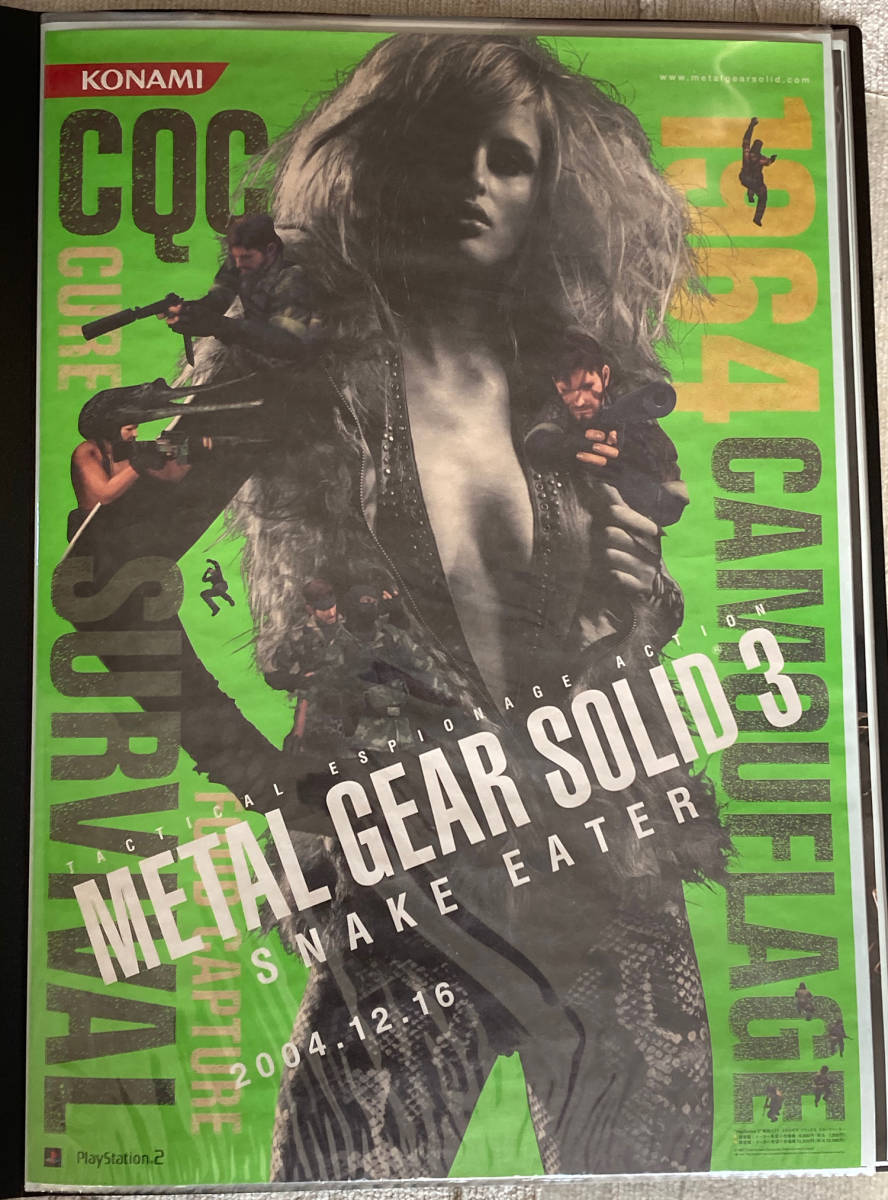 KONAMI
www.metalgearsolid.com
CQC
1964
CURE
CAMOUFLAGE
SURVIVAL
FOOD CAPTURE
TACTICAL ESPIONAGE ACTION
METAL GEAR SOLID 3
SNAKE EATER
2004.12.16
PlayStation.2